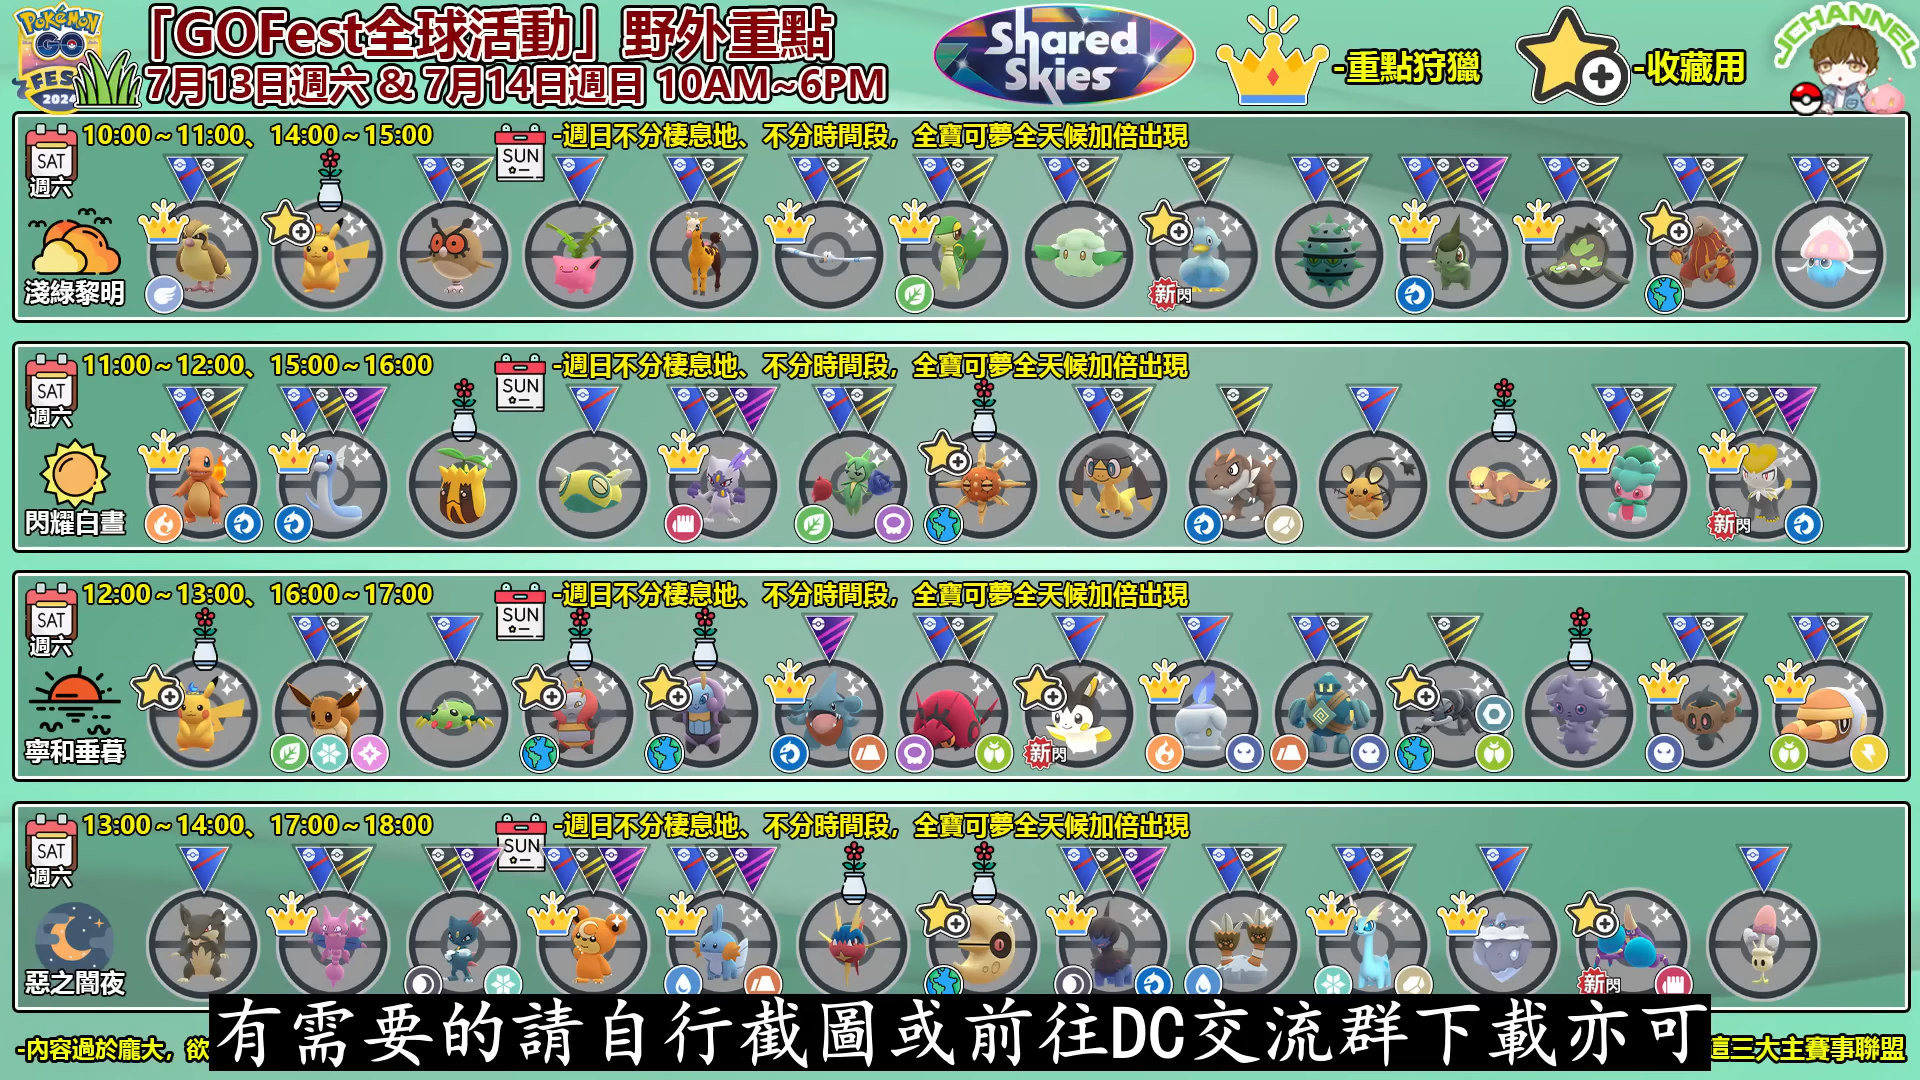 Pokémon GO FEST 2024
「GOFest全球活動」野外重點
7月13日週六 & 7月14日週日 10AM~6PM
Shared Skies
-重點狩獵
-收藏用
JCHANNEL
SAT
週六
10:00～11:00、14:00～15:00
SUN
-週日不分棲息地、不分時間段，全寶可夢全天候加倍出現
淺綠黎明
新閃
SAT
週六
11:00～12:00、15:00～16:00
SUN
-週日不分棲息地、不分時間段，全寶可夢全天候加倍出現
閃耀白晝
新閃
SAT
週六
12:00～13:00、16:00～17:00
SUN
-週日不分棲息地、不分時間段，全寶可夢全天候加倍出現
寧和垂暮
新閃
SAT
週六
13:00～14:00、17:00～18:00
SUN
-週日不分棲息地、不分時間段，全寶可夢全天候加倍出現
惡之闇夜
新閃
-內容過於龐大，欲
有需要的請自行截圖或前往DC交流群下載亦可
這三大主賽事聯盟